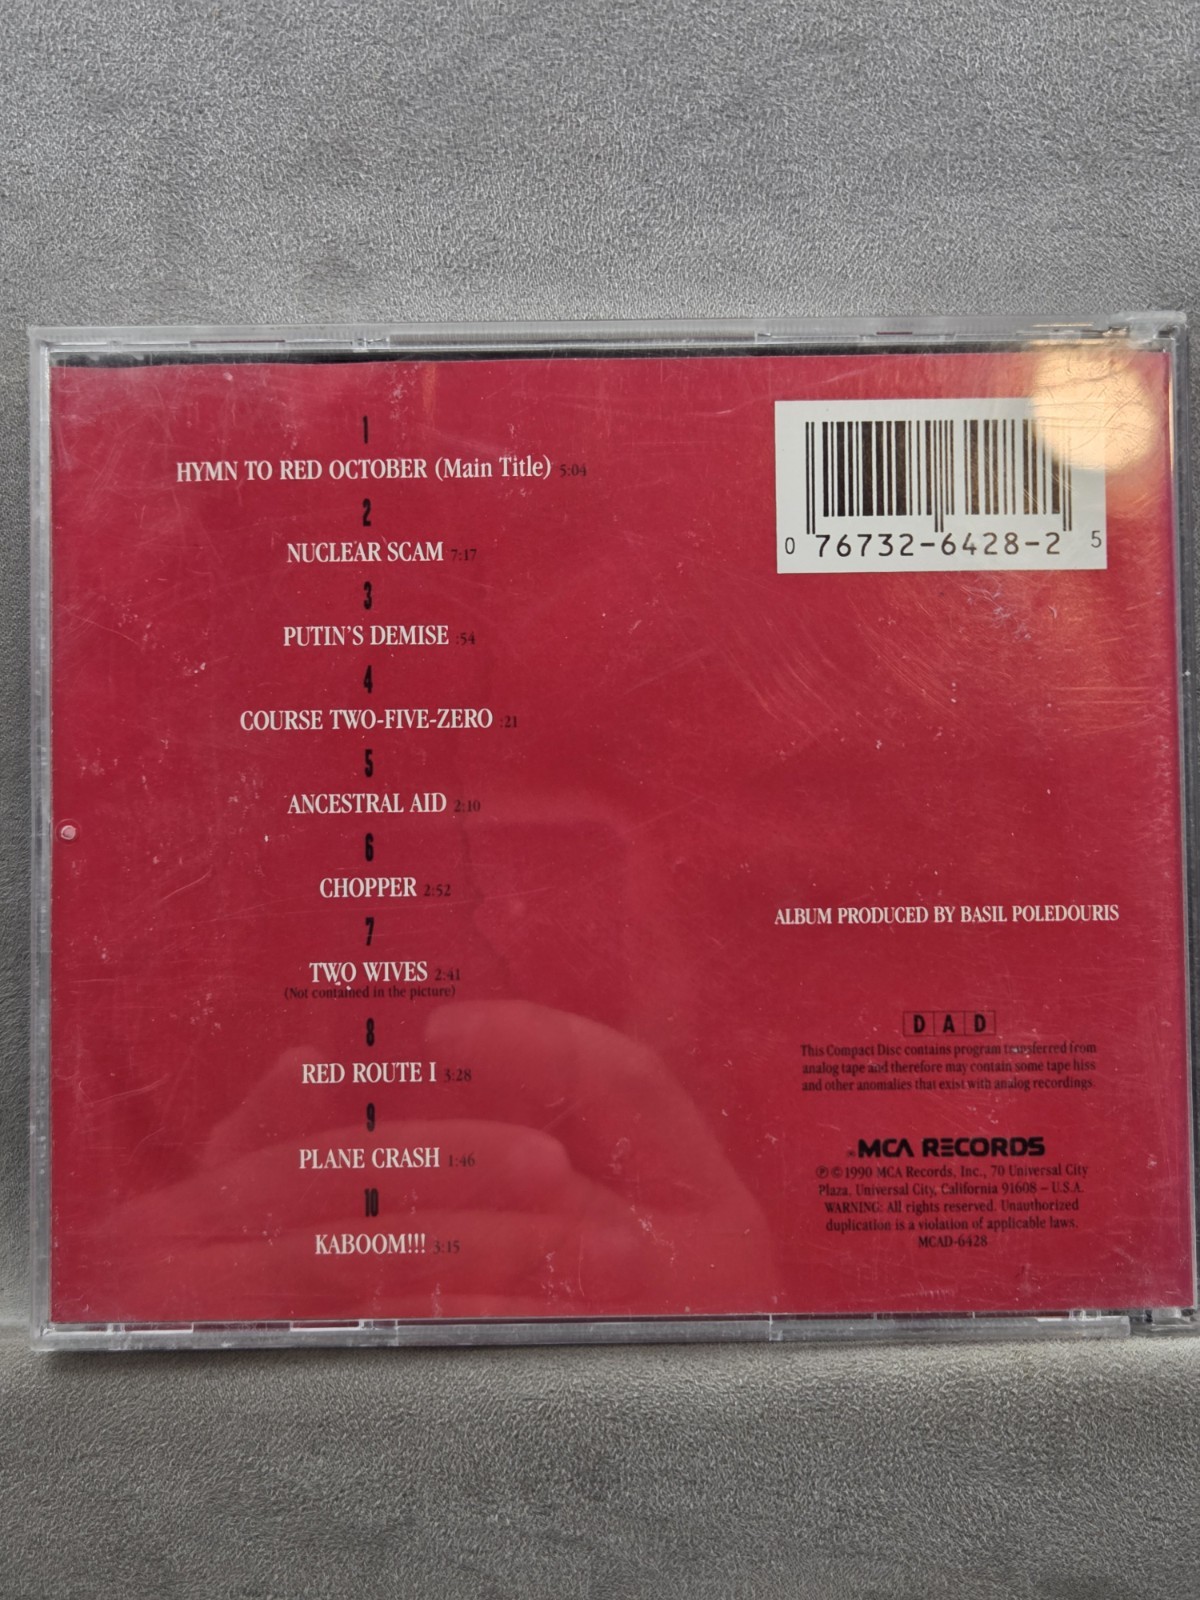 1
HYMN TO RED OCTOBER (Main Title) 5:04
2
NUCLEAR SCAM 7:17
3
PUTIN'S DEMISE :54
4
COURSE TWO-FIVE-ZERO :21
5
ANCESTRAL AID 2:10
6
CHOPPER 2:52
7
TWO WIVES 2:41
(Not contained in the picture)
8
RED ROUTE I 3:28
9
PLANE CRASH 1:46
10
KABOOM!!! 3:15
0 76732-6428-2 5
ALBUM PRODUCED BY BASIL POLEDOURIS
D A D
This Compact Disc contains program transferred from
analog tape and therefore may contain some tape hiss
and other anomalies that exist with analog recordings.
MCA RECORDS
℗ © 1990 MCA Records, Inc., 70 Universal City
Plaza, Universal City, California 91608 – U.S.A.
WARNING: All rights reserved. Unauthorized
duplication is a violation of applicable laws.
MCAD-6428